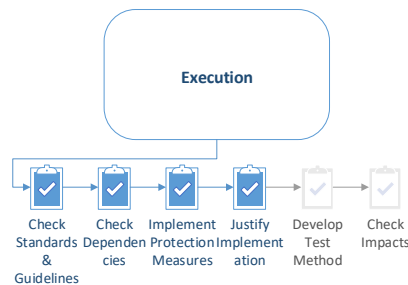 Execution
Check Check Implement Justify Develop Check
Standards Dependen Protection Implement Test Impacts
& cies Measures ation Method
Guidelines